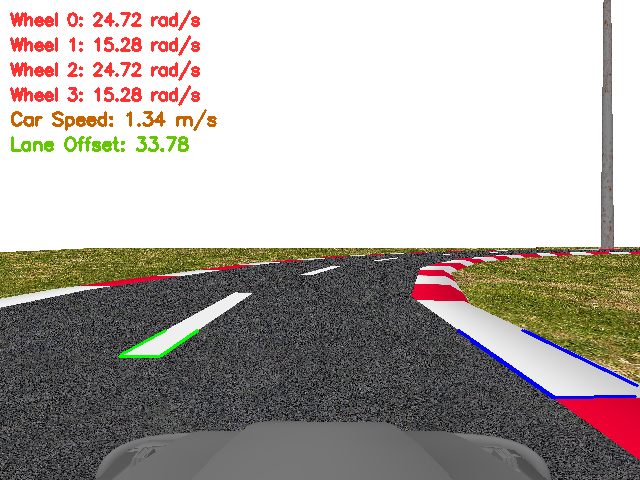 Wheel 0: 24.72 rad/s
Wheel 1: 15.28 rad/s
Wheel 2: 24.72 rad/s
Wheel 3: 15.28 rad/s
Car Speed: 1.34 m/s
Lane Offset: 33.78